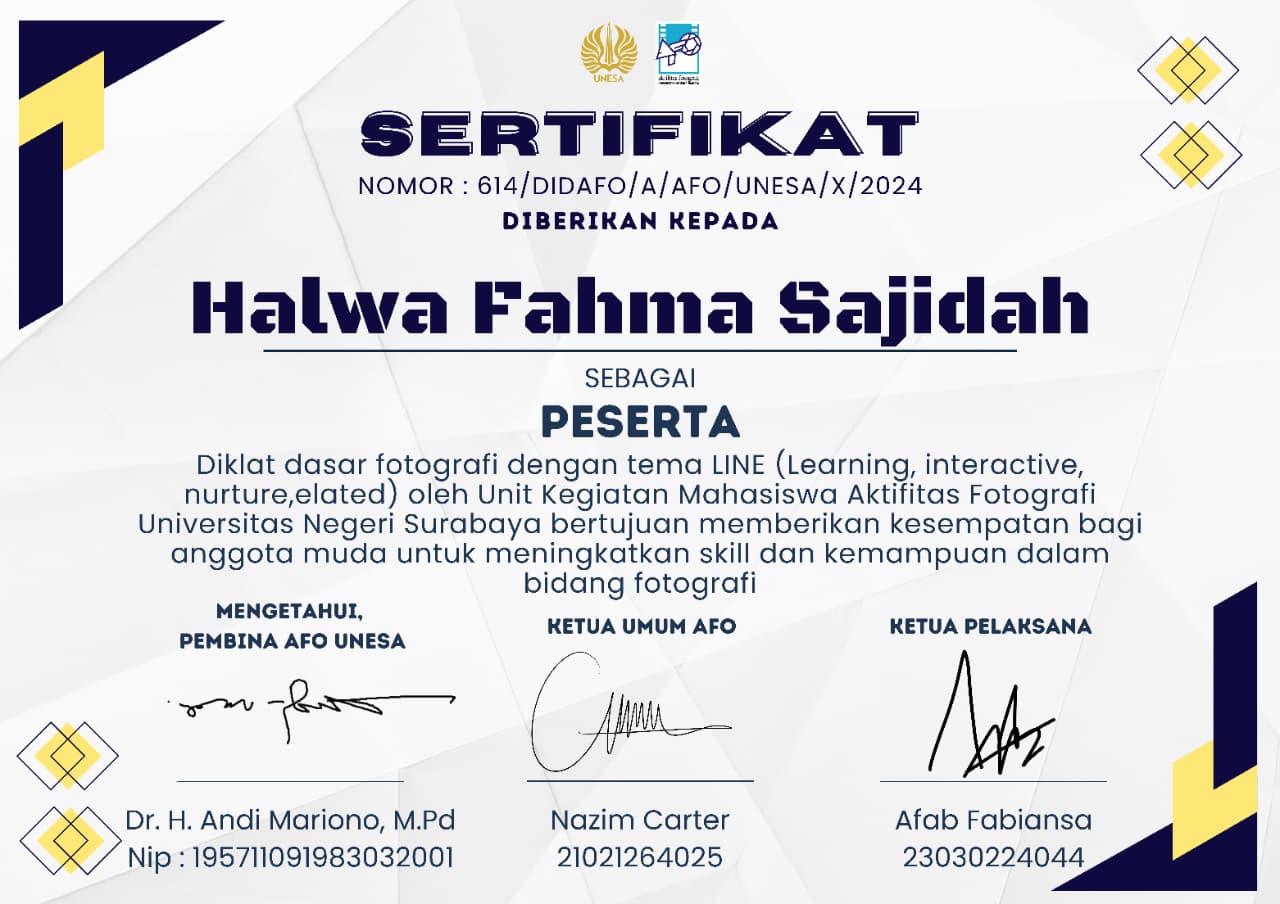 UNESA
SERTIFIKAT
NOMOR : 614/DIDAFO/A/AFO/UNESA/X/2024
DIBERIKAN KEPADA
Halwa Fahma Sajidah
SEBAGAI
PESERTA
Diklat dasar fotografi dengan tema LINE (Learning, interactive,
nurture,elated) oleh Unit Kegiatan Mahasiswa Aktifitas Fotografi
Universitas Negeri Surabaya bertujuan memberikan kesempatan bagi
anggota muda untuk meningkatkan skill dan kemampuan dalam
bidang fotografi
MENGETAHUI,
PEMBINA AFO UNESA
KETUA UMUM AFO
KETUA PELAKSANA
Dr. H. Andi Mariono, M.Pd
Nip : 195711091983032001
Nazim Carter
21021264025
Afab Fabiansa
23030224044